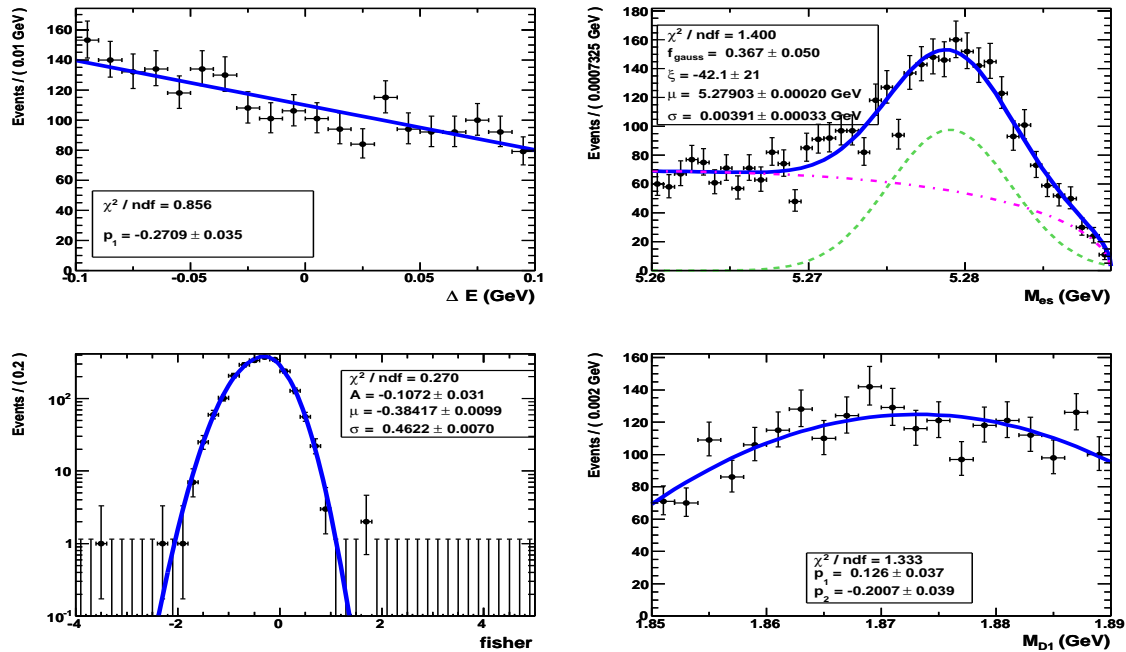 Events / ( 0.01 GeV )
160
140
120
100
80
60
40
20
0
χ² / ndf = 0.856
p₁ = -0.2709 ± 0.035
-0.1 -0.05 0 0.05 0.1
Δ E (GeV)
Events / ( 0.0007325 GeV )
180
160
140
120
100
80
60
40
20
0
χ² / ndf = 1.400
f_gauss = 0.367 ± 0.050
ξ = -42.1 ± 21
μ = 5.27903 ± 0.00020 GeV
σ = 0.00391 ± 0.00033 GeV
5.26 5.27 5.28
M_es (GeV)
Events / ( 0.2 )
10²
10
1
10⁻¹
χ² / ndf = 0.270
A = -0.1072 ± 0.031
μ = -0.38417 ± 0.0099
σ = 0.4622 ± 0.0070
-4 -2 0 2 4
fisher
Events / ( 0.002 GeV )
160
140
120
100
80
60
40
20
0
χ² / ndf = 1.333
p₁ = 0.126 ± 0.037
p₂ = -0.2007 ± 0.039
1.85 1.86 1.87 1.88 1.89
M_D1 (GeV)